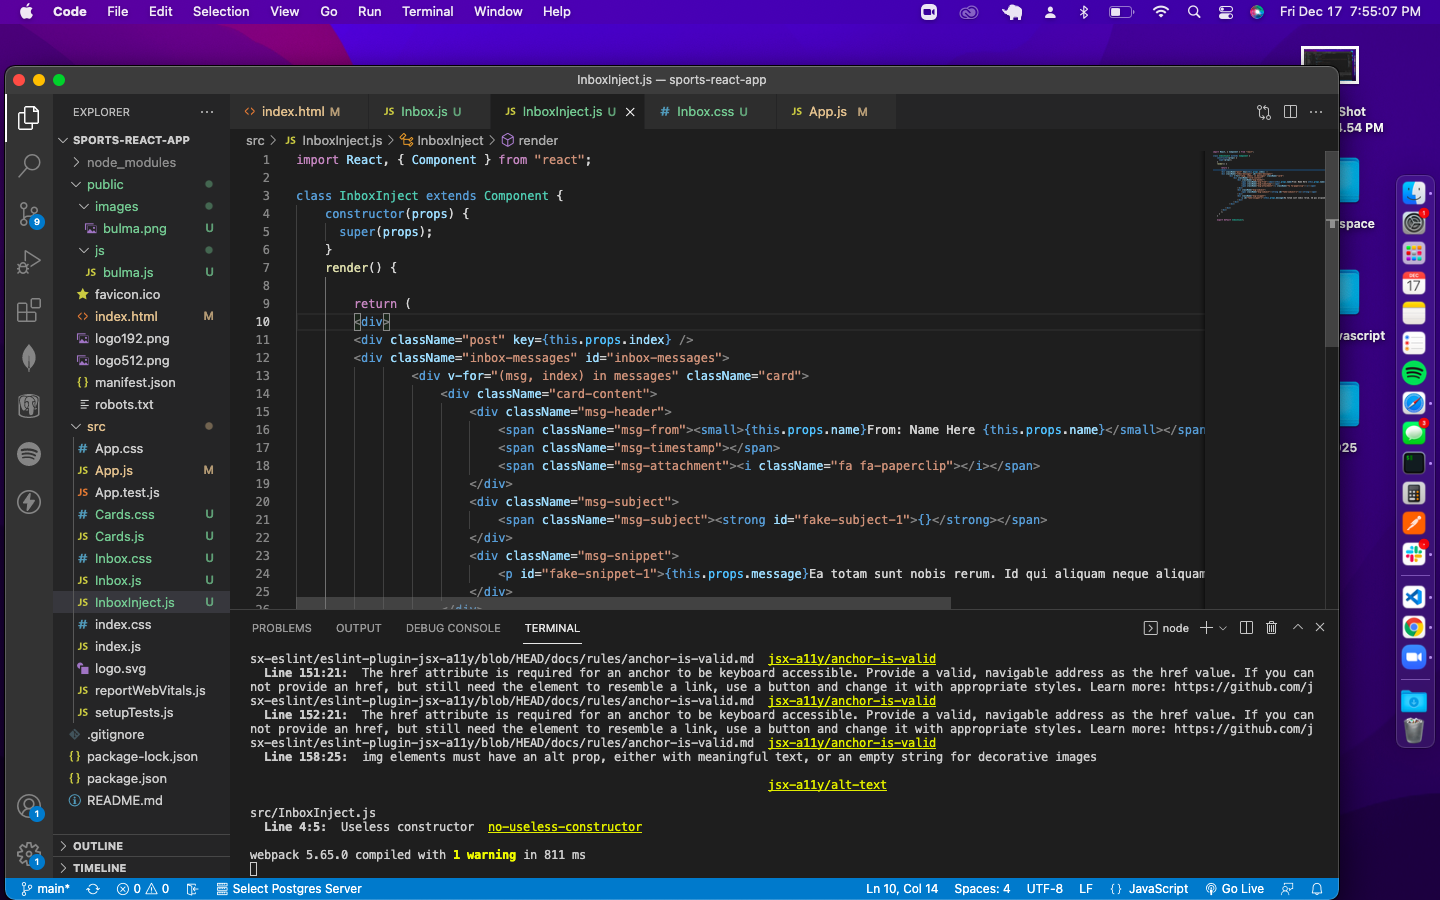 Code File Edit Selection View Go Run Terminal Window Help Fri Dec 17 7:55:07 PM
InboxInject.js — sports-react-app
Shot
4.54 PM
space
vascript
25
EXPLORER
SPORTS-REACT-APP
node_modules
public
images
bulma.png U
js
JS bulma.js U
favicon.ico
<> index.html M
logo192.png
logo512.png
{} manifest.json
robots.txt
src
# App.css
JS App.js M
JS App.test.js
# Cards.css U
JS Cards.js U
# Inbox.css U
JS Inbox.js U
JS InboxInject.js U
# index.css
JS index.js
logo.svg
JS reportWebVitals.js
JS setupTests.js
.gitignore
{} package-lock.json
{} package.json
README.md
OUTLINE
TIMELINE
9
1
1
<> index.html M JS Inbox.js U JS InboxInject.js U # Inbox.css U JS App.js M
src > JS InboxInject.js > InboxInject > render
1 import React, { Component } from "react";
2
3 class InboxInject extends Component {
4 constructor(props) {
5 super(props);
6 }
7 render() {
8
9 return (
10 <div>
11 <div className="post" key={this.props.index} />
12 <div className="inbox-messages" id="inbox-messages">
13 <div v-for="(msg, index) in messages" className="card">
14 <div className="card-content">
15 <div className="msg-header">
16 <span className="msg-from"><small>{this.props.name}From: Name Here {this.props.name}</small></span
17 <span className="msg-timestamp"></span>
18 <span className="msg-attachment"><i className="fa fa-paperclip"></i></span>
19 </div>
20 <div className="msg-subject">
21 <span className="msg-subject"><strong id="fake-subject-1">{}</strong></span>
22 </div>
23 <div className="msg-snippet">
24 <p id="fake-snippet-1">{this.props.message}Ea totam sunt nobis rerum. Id qui aliquam neque aliquam
25 </div>
26 </div>
PROBLEMS OUTPUT DEBUG CONSOLE TERMINAL node
sx-eslint/eslint-plugin-jsx-a11y/blob/HEAD/docs/rules/anchor-is-valid.md jsx-a11y/anchor-is-valid
Line 151:21: The href attribute is required for an anchor to be keyboard accessible. Provide a valid, navigable address as the href value. If you can
not provide an href, but still need the element to resemble a link, use a button and change it with appropriate styles. Learn more: https://github.com/j
sx-eslint/eslint-plugin-jsx-a11y/blob/HEAD/docs/rules/anchor-is-valid.md jsx-a11y/anchor-is-valid
Line 152:21: The href attribute is required for an anchor to be keyboard accessible. Provide a valid, navigable address as the href value. If you can
not provide an href, but still need the element to resemble a link, use a button and change it with appropriate styles. Learn more: https://github.com/j
sx-eslint/eslint-plugin-jsx-a11y/blob/HEAD/docs/rules/anchor-is-valid.md jsx-a11y/anchor-is-valid
Line 158:25: img elements must have an alt prop, either with meaningful text, or an empty string for decorative images
jsx-a11y/alt-text
src/InboxInject.js
Line 4:5: Useless constructor no-useless-constructor
webpack 5.65.0 compiled with 1 warning in 811 ms
main* 0 0 Select Postgres Server Ln 10, Col 14 Spaces: 4 UTF-8 LF {} JavaScript Go Live
DEC
17